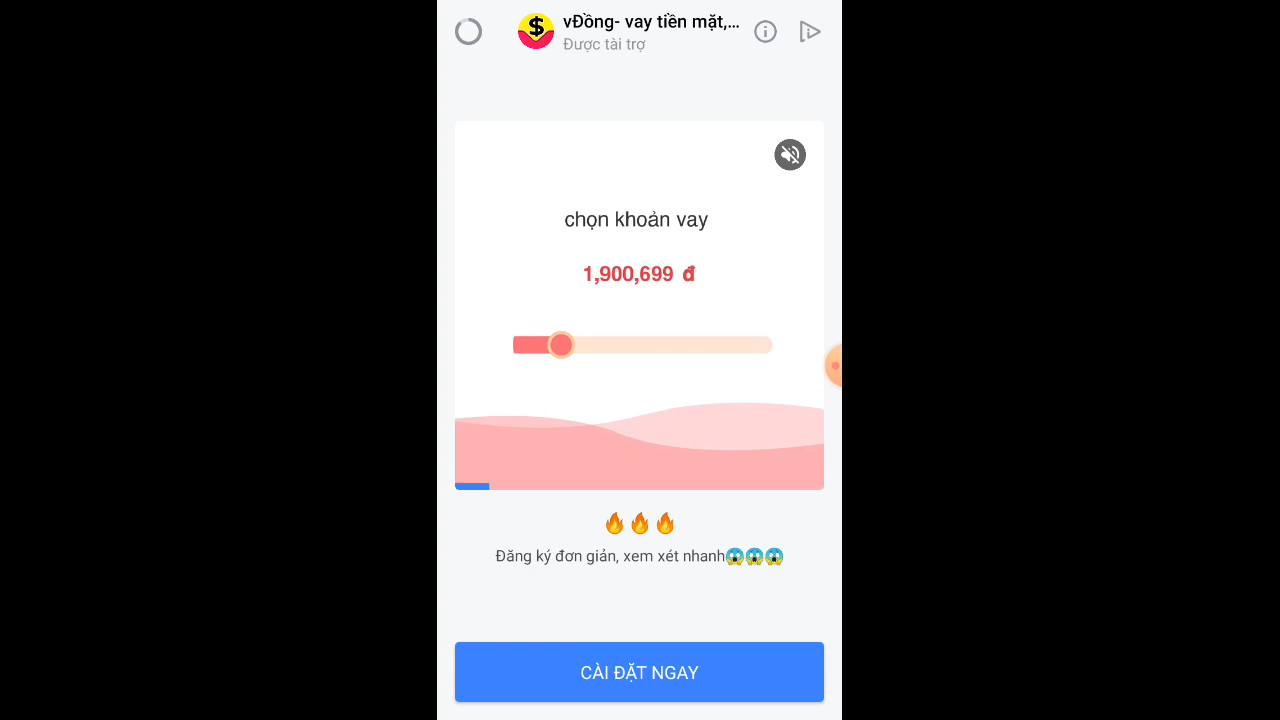 vĐồng- vay tiền mặt,...
Được tài trợ
chọn khoản vay
1,900,699 đ
🔥🔥🔥
Đăng ký đơn giản, xem xét nhanh😱😱😱
CÀI ĐẶT NGAY